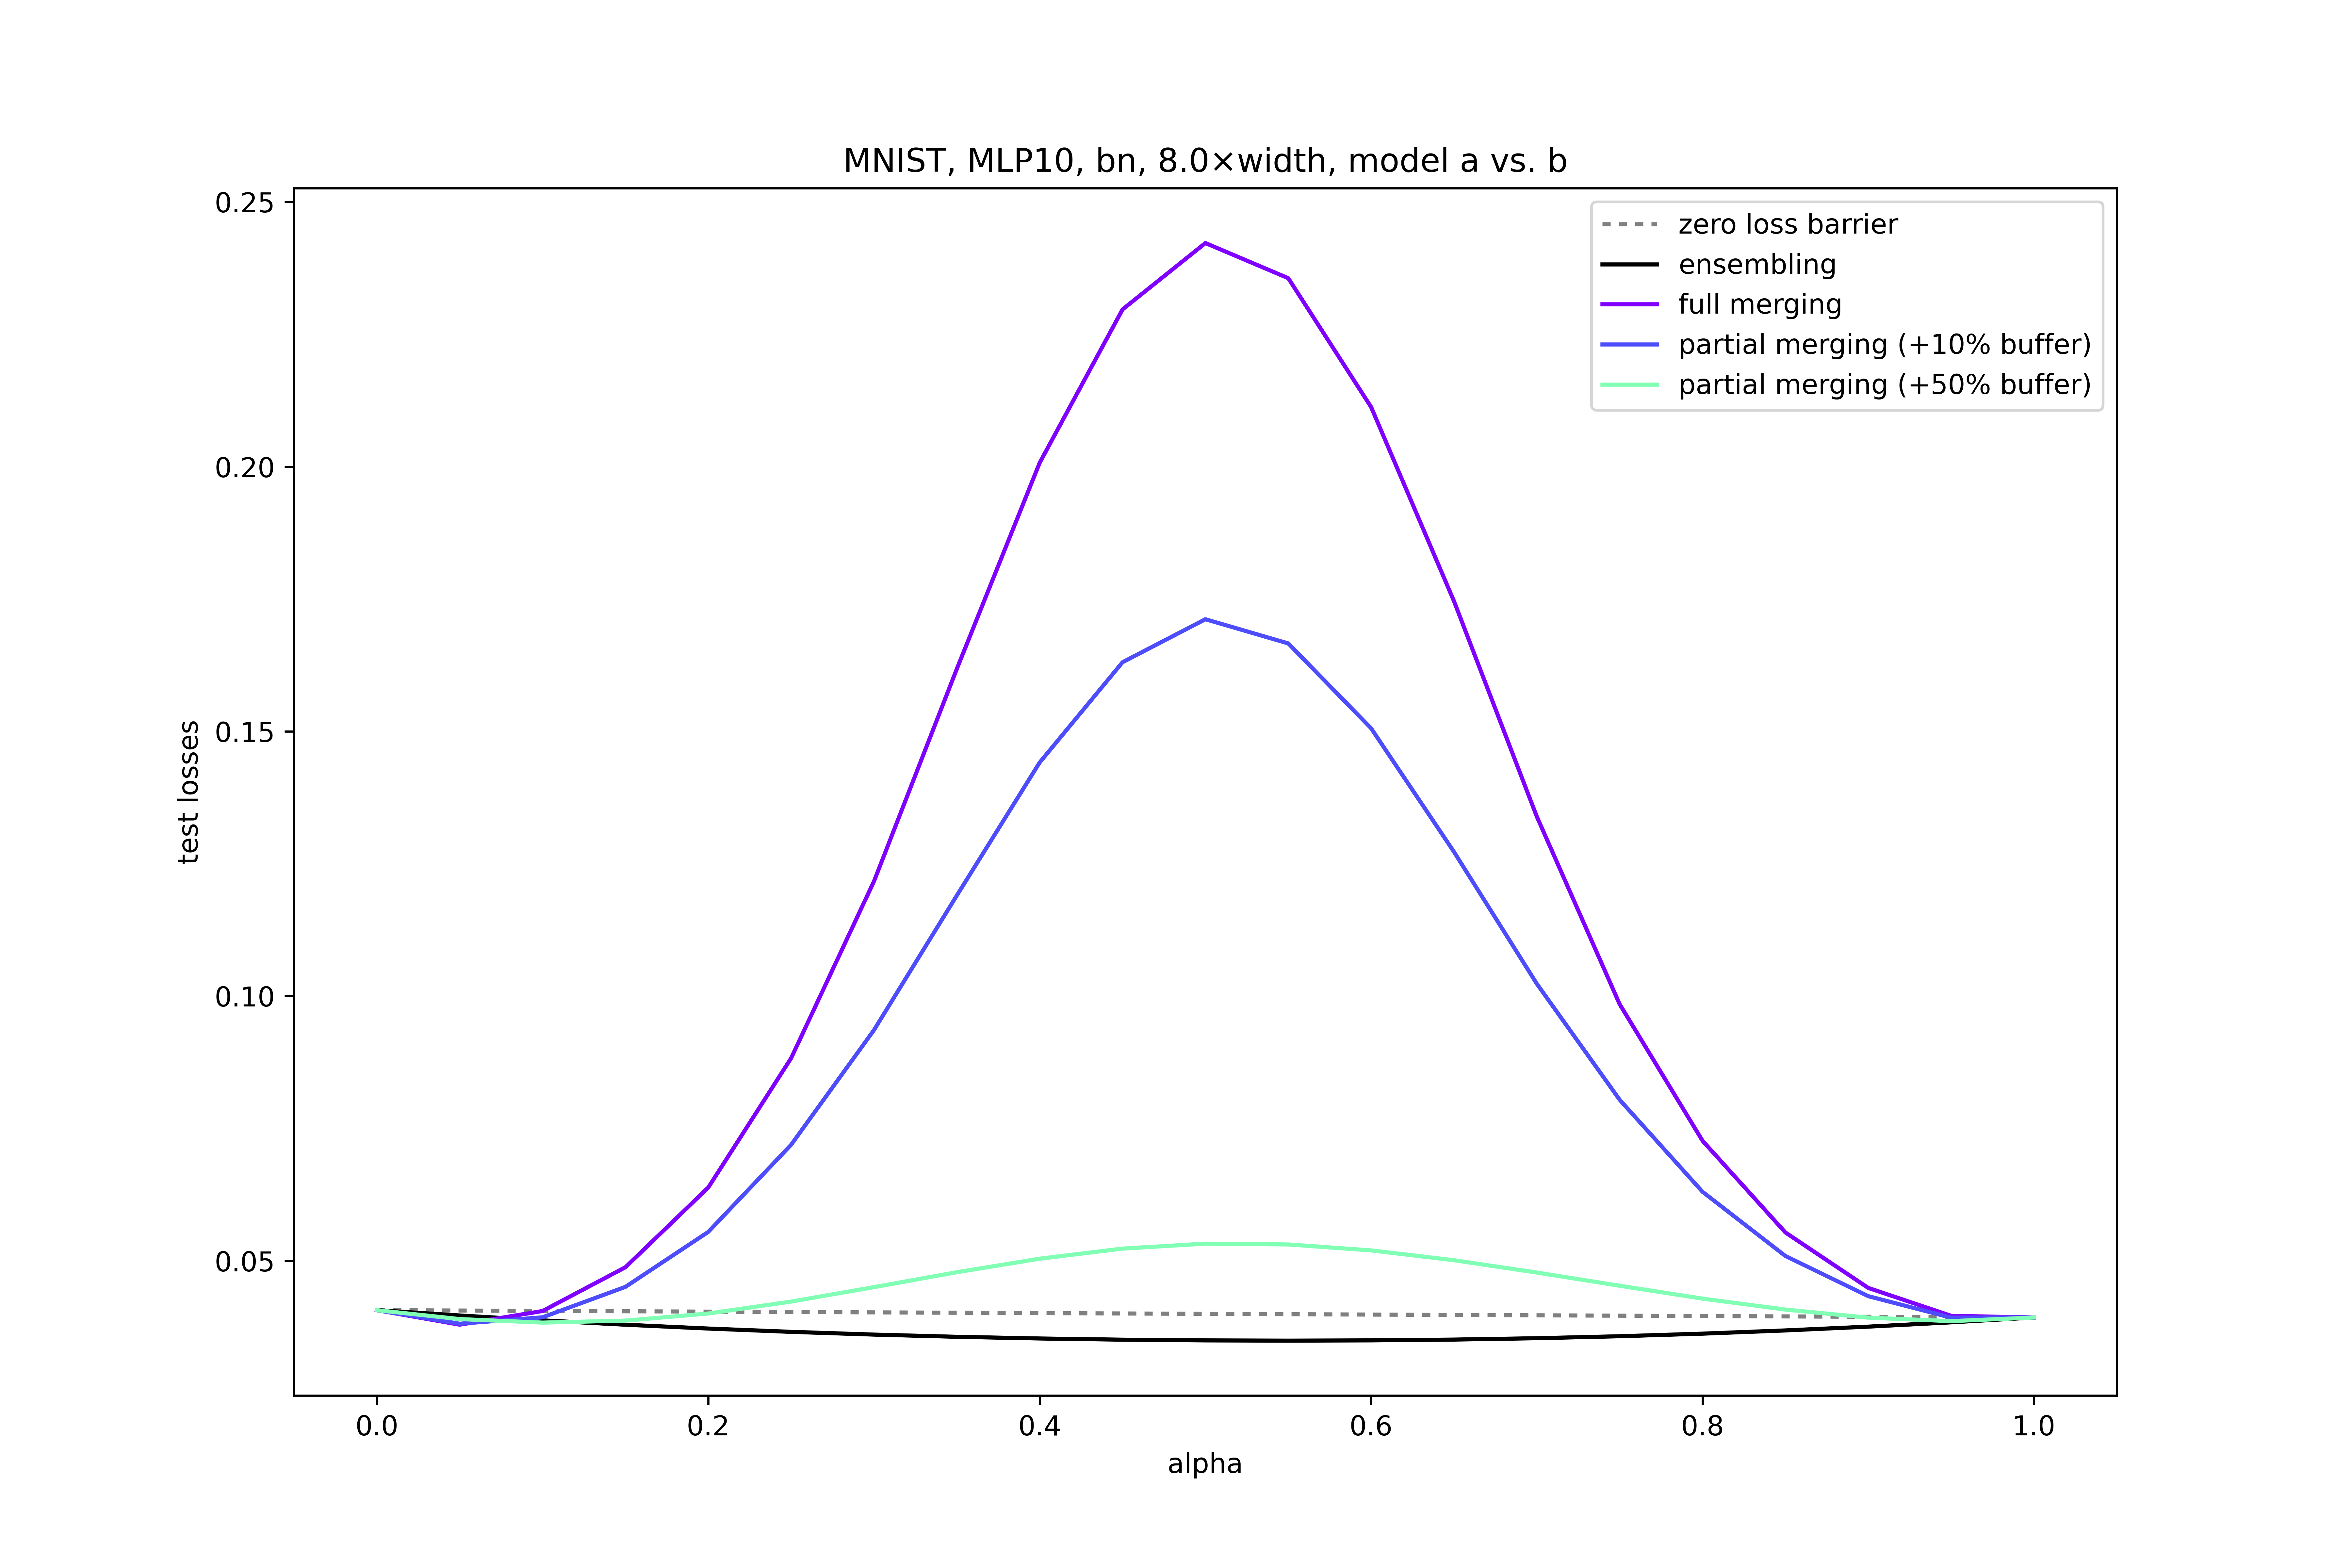 MNIST, MLP10, bn, 8.0×width, model a vs. b
0.25
0.20
0.15
0.10
0.05
test losses
zero loss barrier
ensembling
full merging
partial merging (+10% buffer)
partial merging (+50% buffer)
0.0 0.2 0.4 0.6 0.8 1.0
alpha